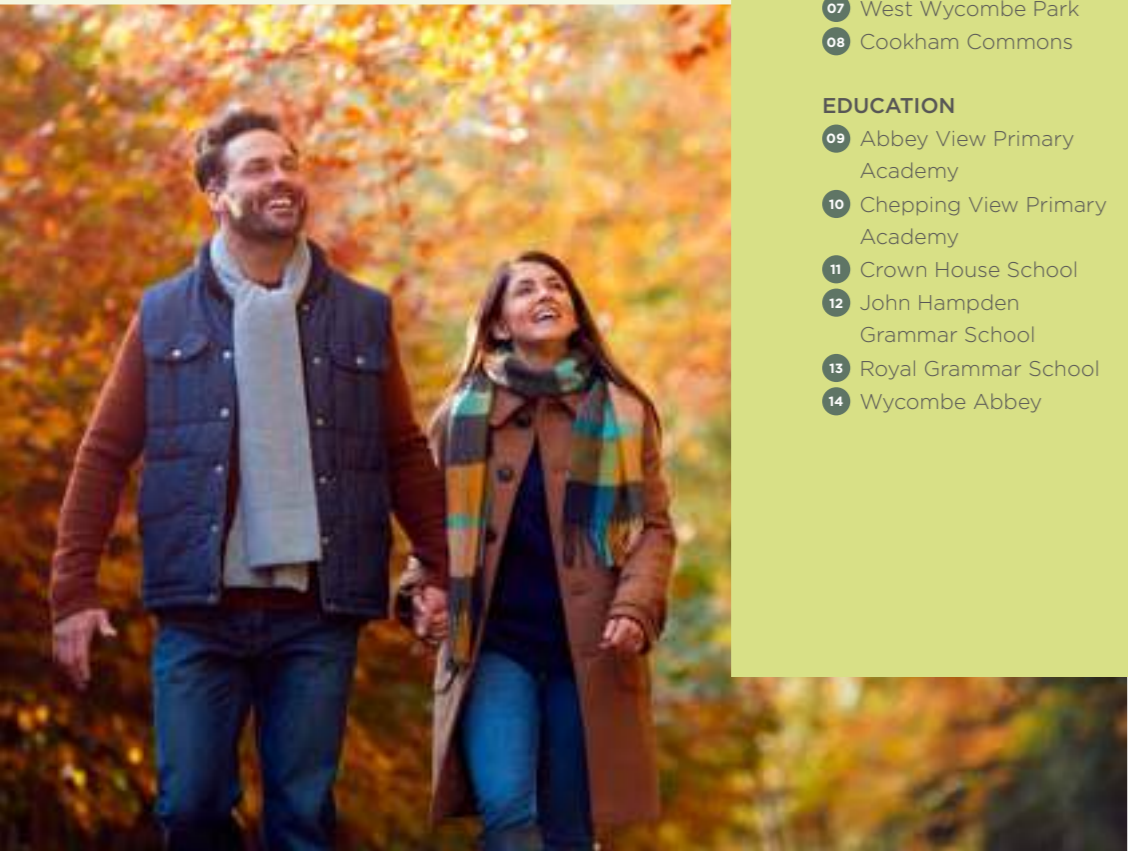 07 West Wycombe Park
08 Cookham Commons
EDUCATION
09 Abbey View Primary
Academy
10 Chepping View Primary
Academy
11 Crown House School
12 John Hampden
Grammar School
13 Royal Grammar School
14 Wycombe Abbey